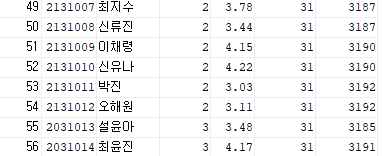 49 2131007 최지수 2 3.78 31 3187
50 2131008 신류진 2 3.44 31 3187
51 2131009 이채령 2 4.15 31 3190
52 2131010 신유나 2 4.22 31 3190
53 2131011 박진 2 3.03 31 3192
54 2131012 오해원 2 3.11 31 3192
55 2031013 설윤아 3 3.48 31 3185
56 2031014 최윤진 3 4.17 31 3191